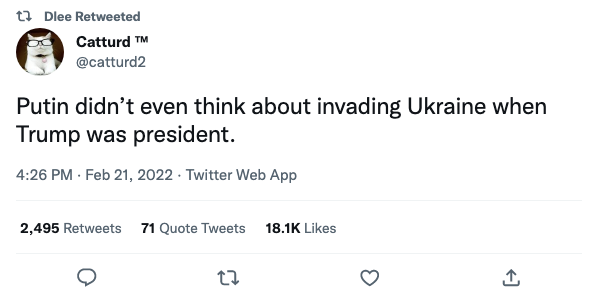 Dlee Retweeted
Catturd ™
@catturd2
Putin didn’t even think about invading Ukraine when
Trump was president.
4:26 PM · Feb 21, 2022 · Twitter Web App
2,495 Retweets 71 Quote Tweets 18.1K Likes